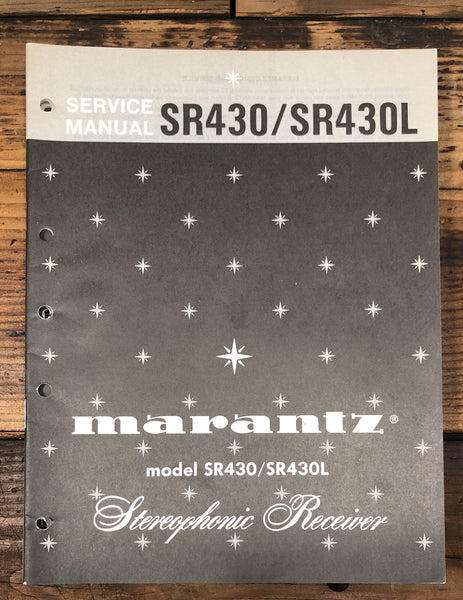 SERVICE
MANUAL SR430/SR430L
marantz®
model SR430/SR430L
Stereophonic Receiver